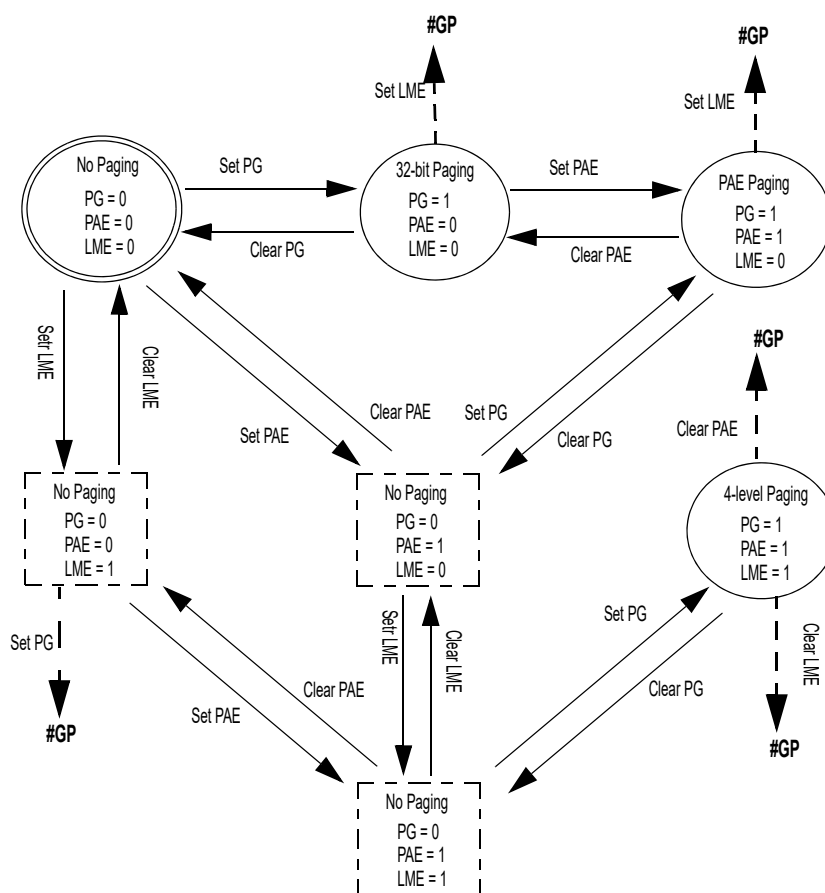 #GP
#GP
Set LME
Set LME
No Paging
PG = 0
PAE = 0
LME = 0
Set PG
Clear PG
32-bit Paging
PG = 1
PAE = 0
LME = 0
Set PAE
Clear PAE
PAE Paging
PG = 1
PAE = 1
LME = 0
Setr LME
Clear LME
Set PAE
Clear PAE
Set PG
Clear PG
#GP
Clear PAE
No Paging
PG = 0
PAE = 0
LME = 1
No Paging
PG = 0
PAE = 1
LME = 0
4-level Paging
PG = 1
PAE = 1
LME = 1
Set PG
#GP
Set PAE
Clear PAE
Setr LME
Clear LME
Set PG
Clear PG
Clear LME
#GP
No Paging
PG = 0
PAE = 1
LME = 1